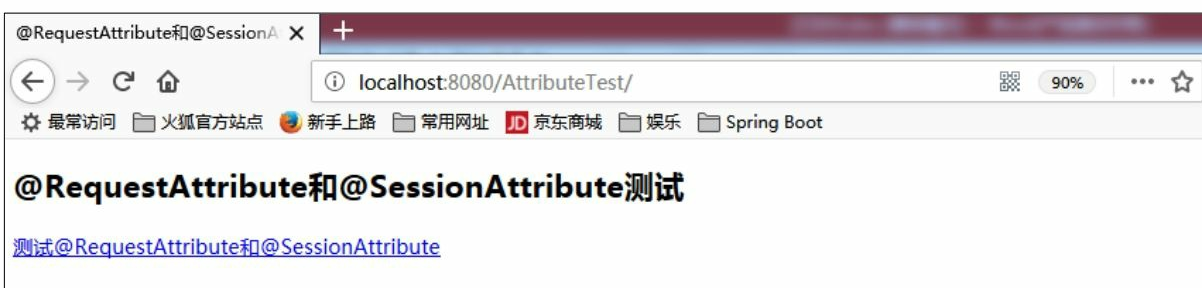 @RequestAttribute和@SessionA
localhost:8080/AttributeTest/ 90%
最常访问 火狐官方站点 新手上路 常用网址 JD 京东商城 娱乐 Spring Boot
@RequestAttribute和@SessionAttribute测试
测试@RequestAttribute和@SessionAttribute